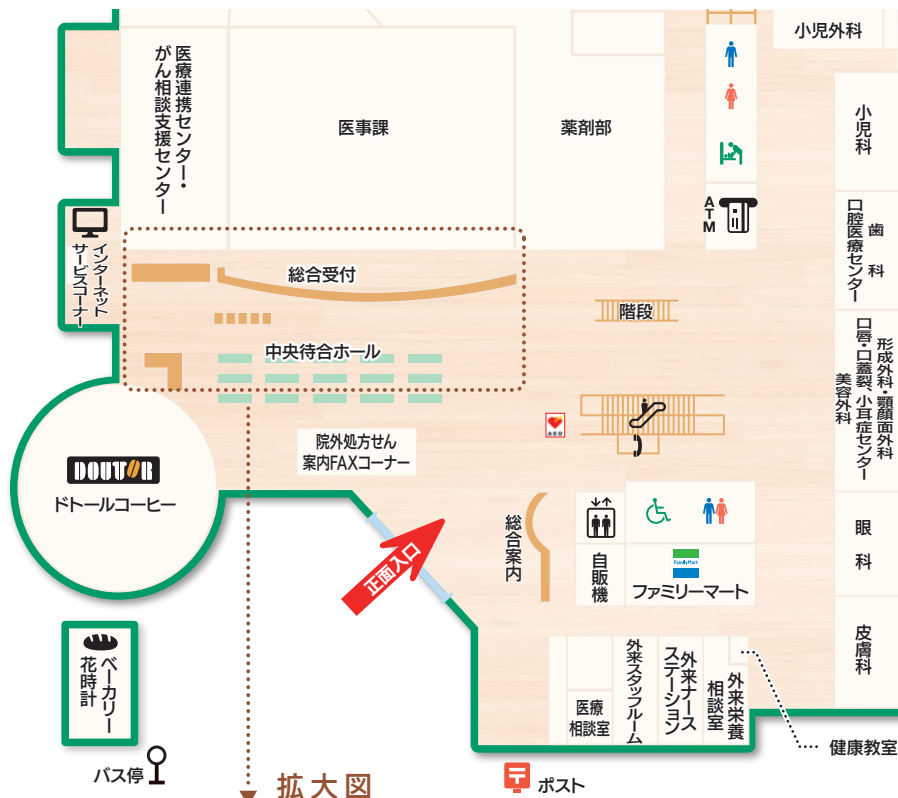 小児外科
医療連携センター・
がん相談支援センター
医事課
薬剤部
小児科
ATM
インターネット
サービスコーナー
歯科
口腔医療センター
総合受付
階段
中央待合ホール
形成外科・顎顔面外科
口唇・口蓋裂、小耳症センター
美容外科
AED
院外処方せん
案内FAXコーナー
DOUTOR
ドトールコーヒー
正面入口
総合案内
自販機
FamilyMart
ファミリーマート
眼科
皮膚科
ベーカリー
花時計
医療
相談室
外来スタッフルーム
外来ナース
ステーション
外来栄養
相談室
健康教室
バス停
拡大図
ポスト